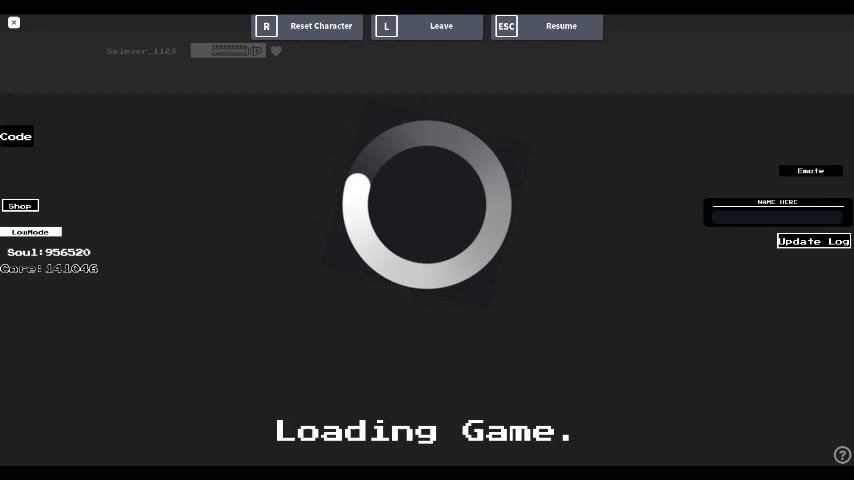 R Reset Character L Leave ESC Resume
Selever_1123
Code
Emote
NAME HERE
Shop
LowMode
Update Log
Soul:956520
Core:141046
Loading Game.